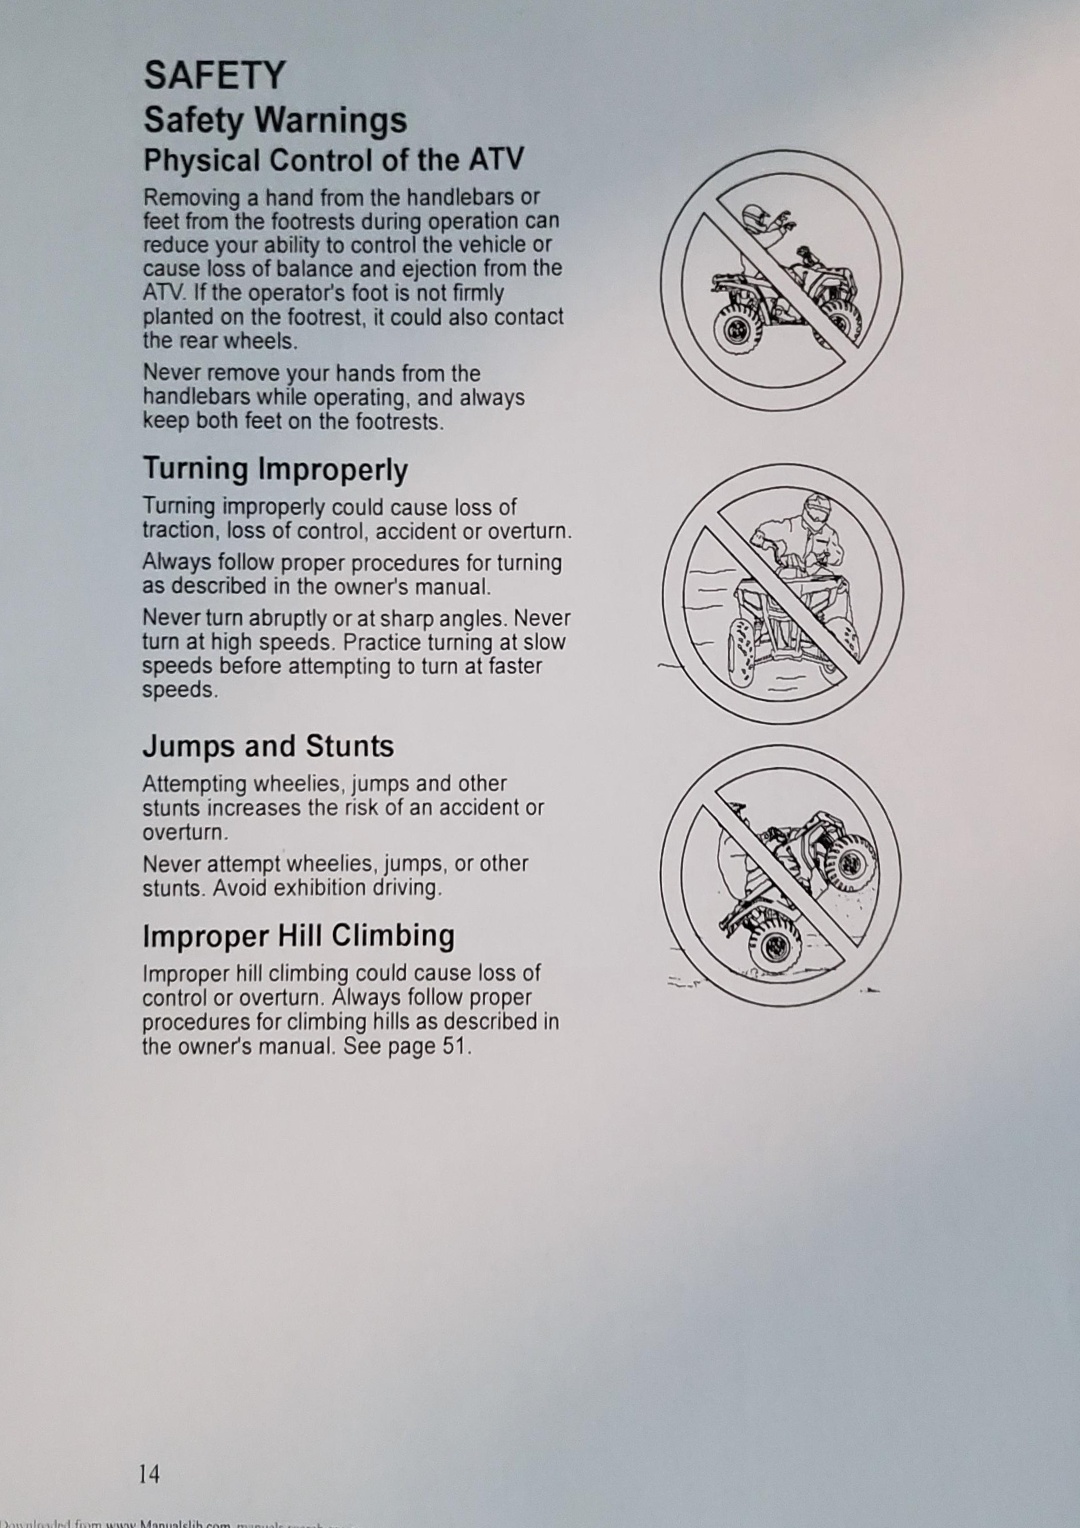 SAFETY
Safety Warnings
Physical Control of the ATV
Removing a hand from the handlebars or
feet from the footrests during operation can
reduce your ability to control the vehicle or
cause loss of balance and ejection from the
ATV. If the operator's foot is not firmly
planted on the footrest, it could also contact
the rear wheels.
Never remove your hands from the
handlebars while operating, and always
keep both feet on the footrests.
Turning Improperly
Turning improperly could cause loss of
traction, loss of control, accident or overturn.
Always follow proper procedures for turning
as described in the owner's manual.
Never turn abruptly or at sharp angles. Never
turn at high speeds. Practice turning at slow
speeds before attempting to turn at faster
speeds.
Jumps and Stunts
Attempting wheelies, jumps and other
stunts increases the risk of an accident or
overturn.
Never attempt wheelies, jumps, or other
stunts. Avoid exhibition driving.
Improper Hill Climbing
Improper hill climbing could cause loss of
control or overturn. Always follow proper
procedures for climbing hills as described in
the owner's manual. See page 51.
14
Downloaded from www.Manualslib.com manuals